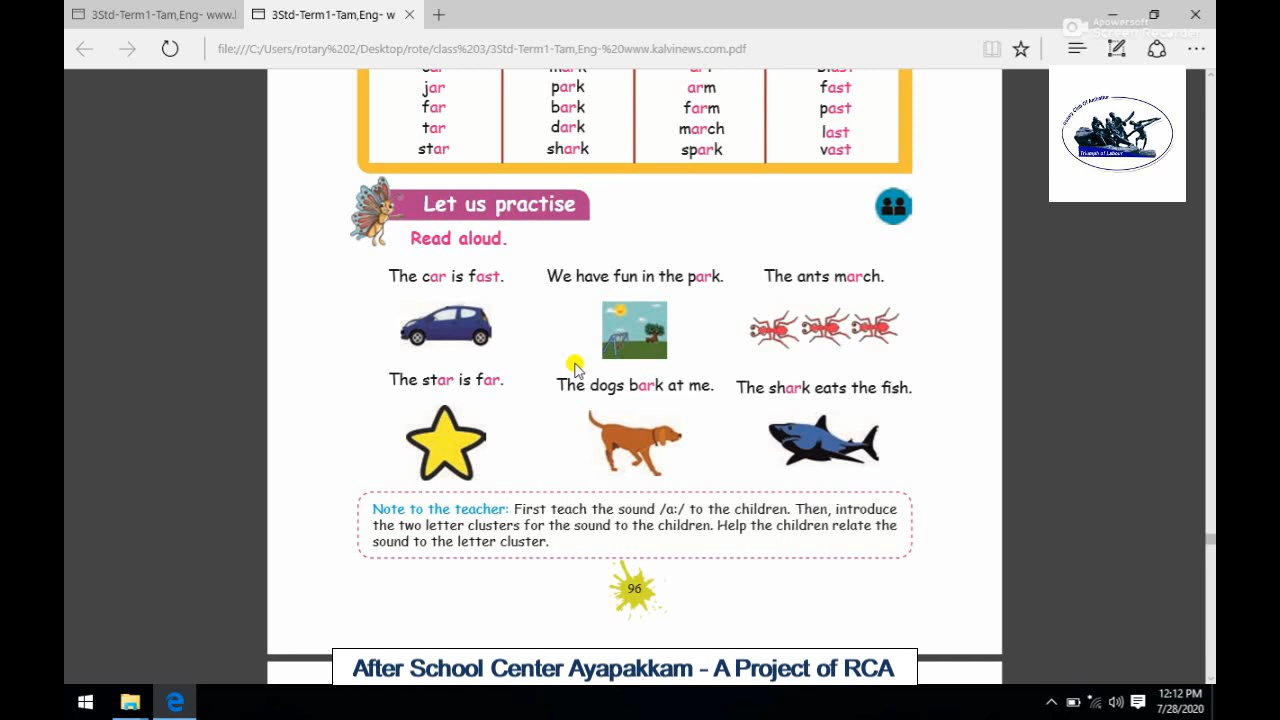 3Std-Term1-Tam,Eng- www.l
3Std-Term1-Tam,Eng- w
Apowersoft
Screen Recorder
file:///C:/Users/rotary%202/Desktop/rote/class%203/3Std-Term1-Tam,Eng-%20www.kalvinews.com.pdf
jar park arm fast
far bark farm past
tar dark march last
star shark spark vast
Triumph of Labour
Let us practise
Read aloud.
The car is fast. We have fun in the park. The ants march.
The star is far. The dogs bark at me. The shark eats the fish.
Note to the teacher: First teach the sound /a:/ to the children. Then, introduce
the two letter clusters for the sound to the children. Help the children relate the
sound to the letter cluster.
96
After School Center Ayapakkam - A Project of RCA
12:12 PM
7/28/2020